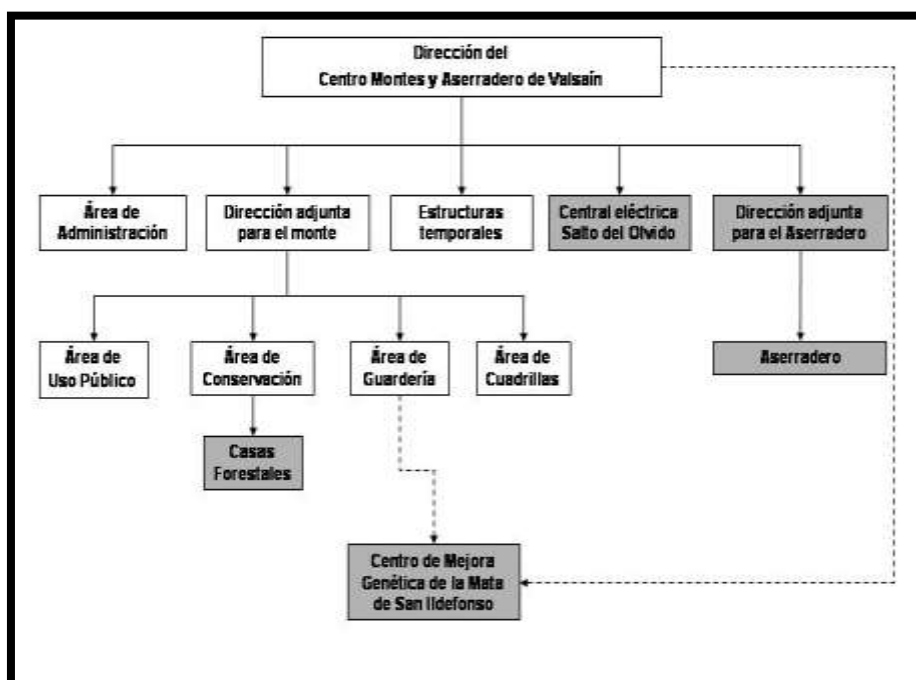 Dirección del
Centro Montes y Aserradero de Valsaín
Área de
Administración
Dirección adjunta
para el monte
Estructuras
temporales
Central eléctrica
Salto del Olvido
Dirección adjunta
para el Aserradero
Área de
Uso Público
Área de
Conservación
Área de
Guardería
Área de
Cuadrillas
Aserradero
Casas
Forestales
Centro de Mejora
Genética de la Mata
de San Ildefonso